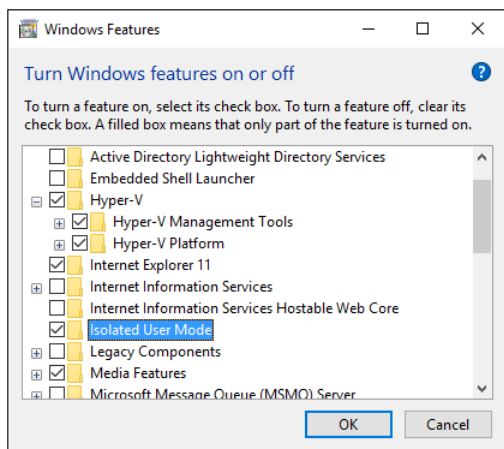 Windows Features
Turn Windows features on or off
To turn a feature on, select its check box. To turn a feature off, clear its
check box. A filled box means that only part of the feature is turned on.
Active Directory Lightweight Directory Services
Embedded Shell Launcher
Hyper-V
Hyper-V Management Tools
Hyper-V Platform
Internet Explorer 11
Internet Information Services
Internet Information Services Hostable Web Core
Isolated User Mode
Legacy Components
Media Features
Microsoft Message Queue (MSMQ) Server
OK
Cancel